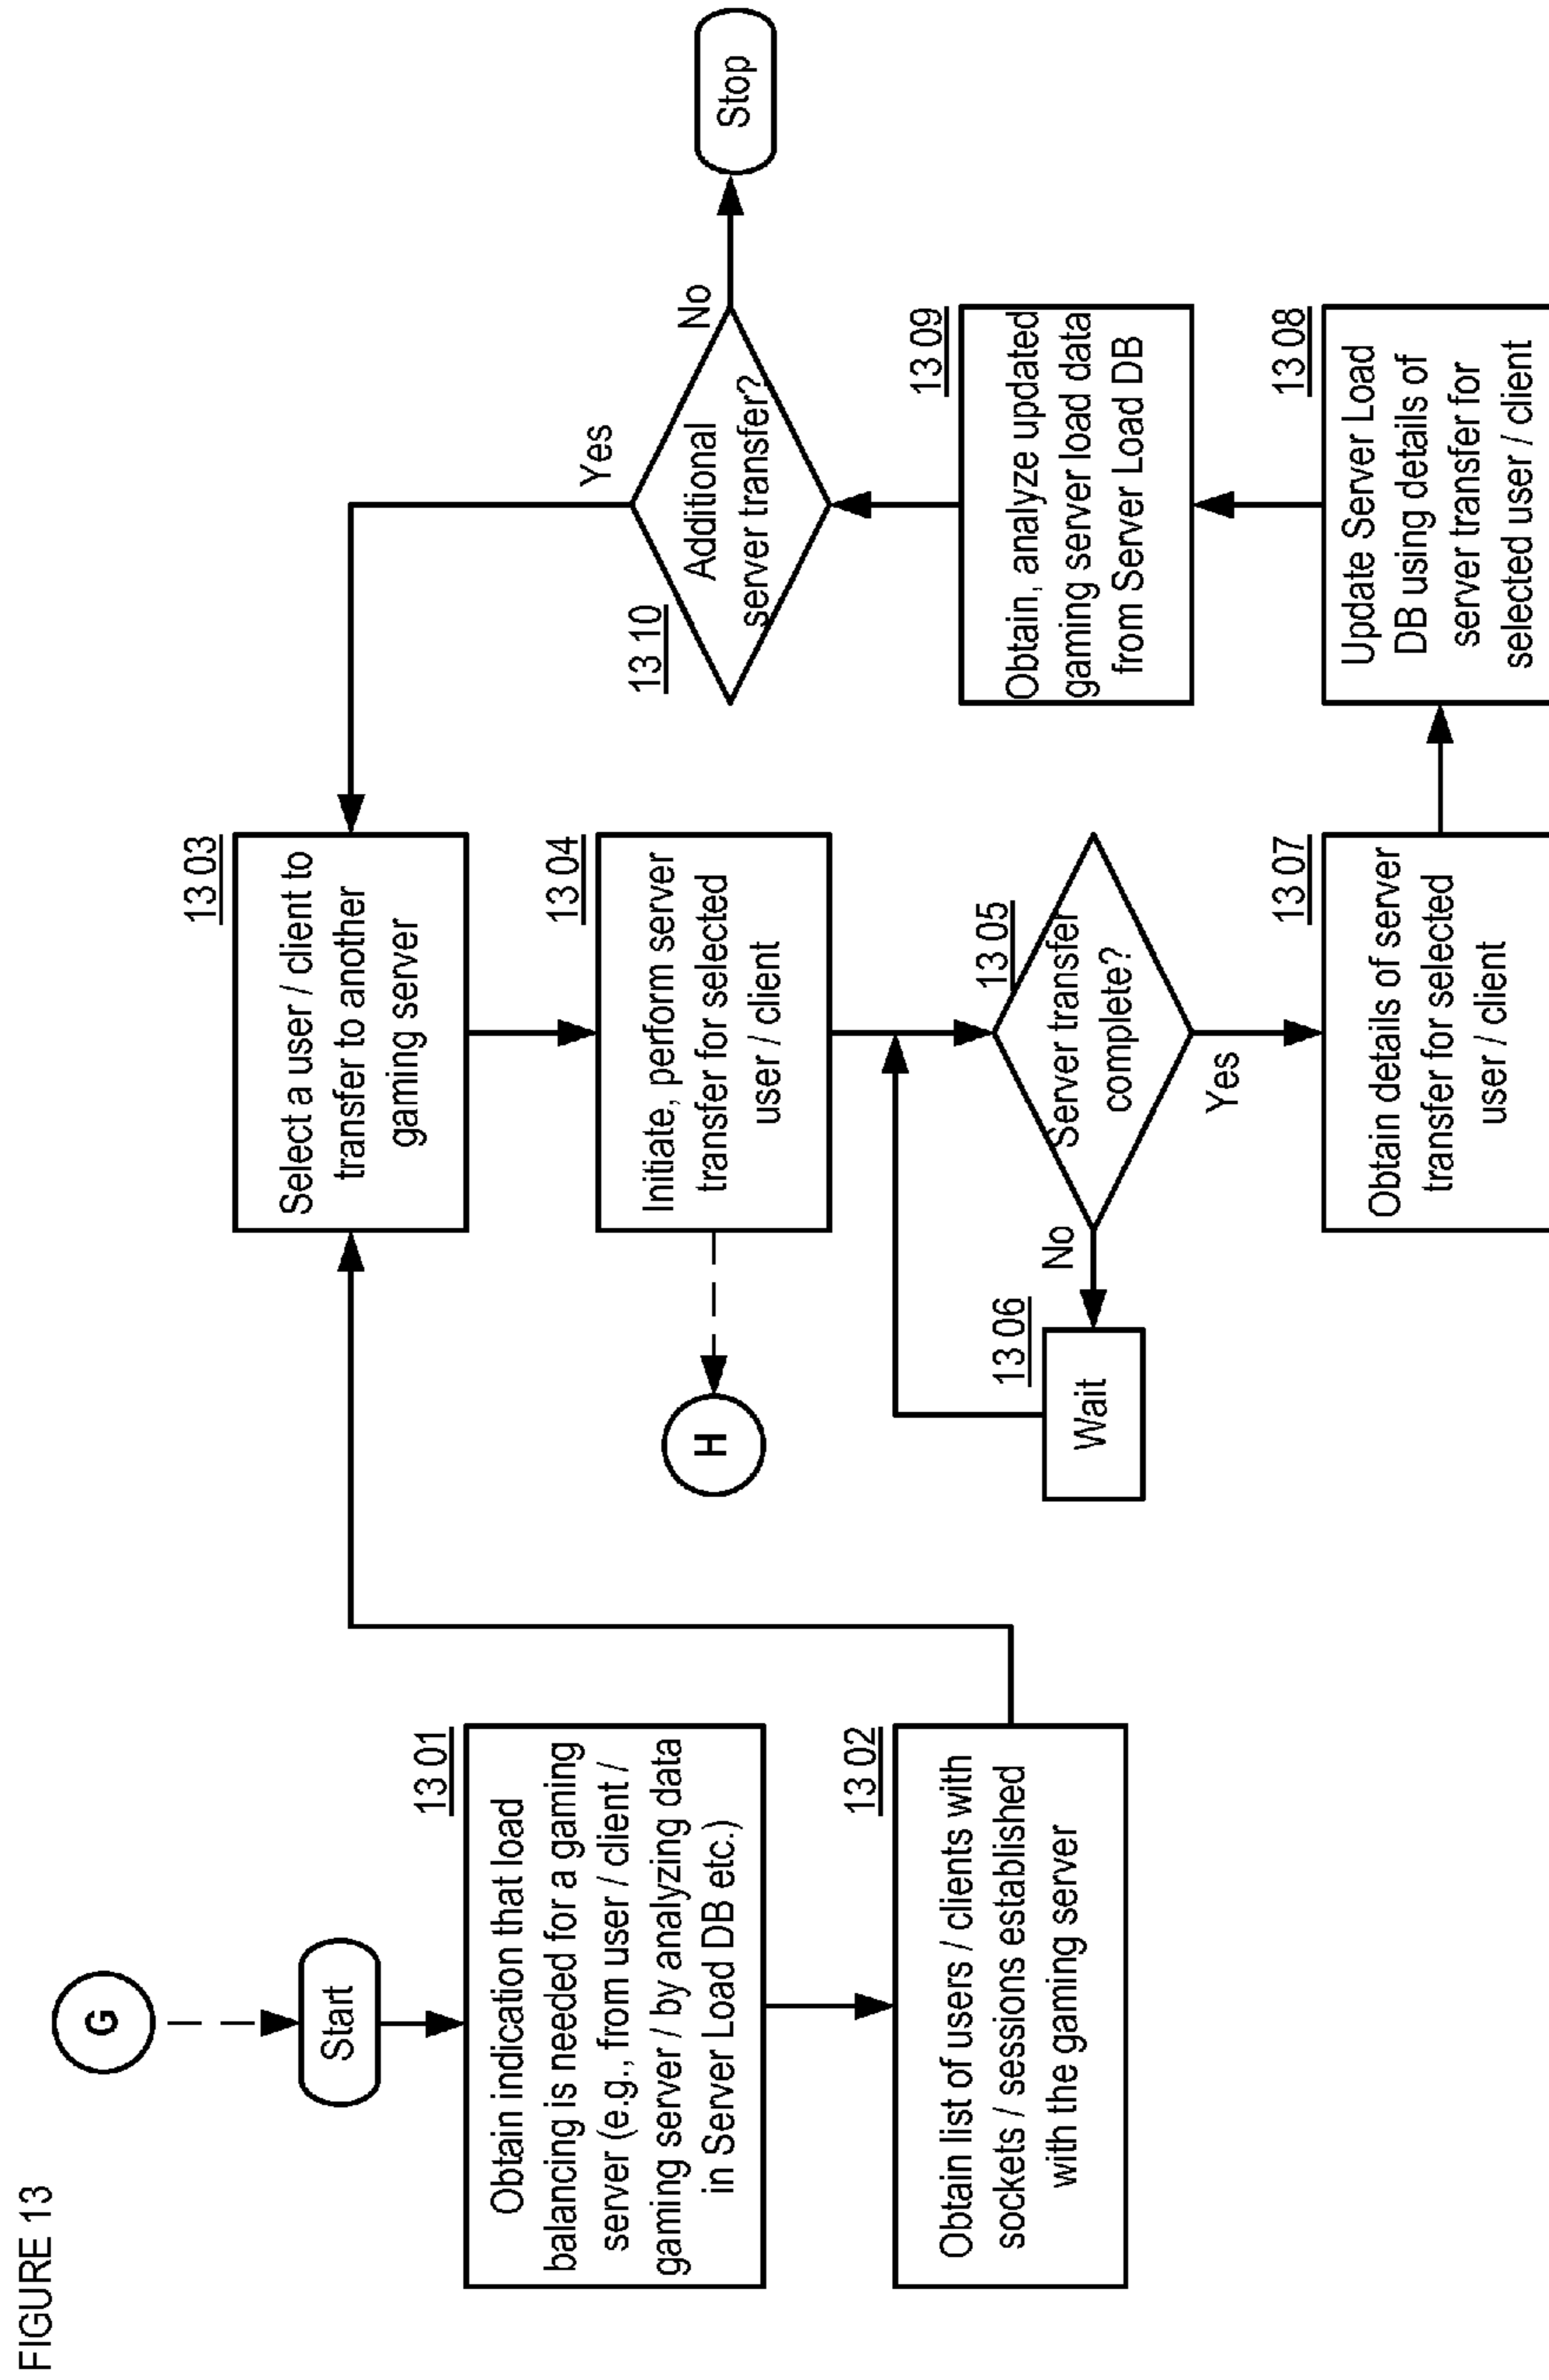 FIGURE 13
G
Start
13 01
Obtain indication that load
balancing is needed for a gaming
server (e.g., from user / client /
gaming server / by analyzing data
in Server Load DB etc.)
13 02
Obtain list of users / clients with
sockets / sessions established
with the gaming server
13 03
Select a user / client to
transfer to another
gaming server
13 04
Initiate, perform server
transfer for selected
user / client
H
13 05
Server transfer
complete?
No
Yes
13 06
Wait
13 07
Obtain details of server
transfer for selected
user / client
13 08
Update Server Load
DB using details of
server transfer for
selected user / client
13 09
Obtain, analyze updated
gaming server load data
from Server Load DB
13 10
Additional
server transfer?
Yes
No
Stop